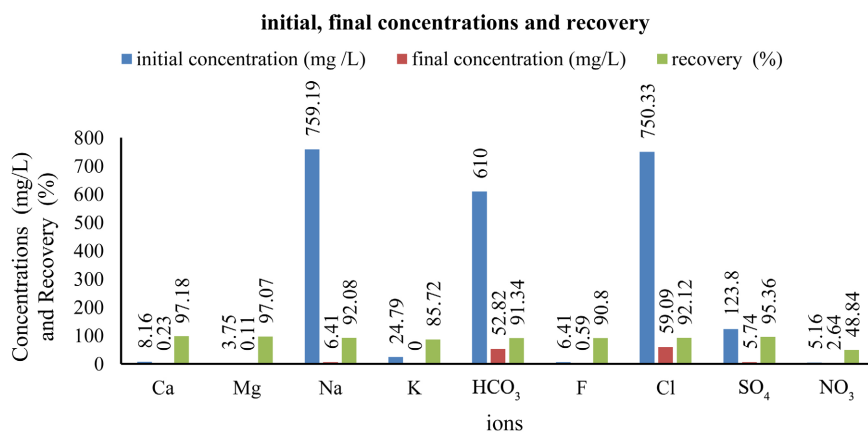 initial, final concentrations and recovery
initial concentration (mg /L) final concentration (mg/L) recovery (%)
Concentrations (mg/L)
and Recovery (%)
800
700
600
500
400
300
200
100
0
8.16 0.23 97.18
3.75 0.11 97.07
759.19 6.41 92.08
24.79 0 85.72
610 52.82 91.34
6.41 0.59 90.8
750.33 59.09 92.12
123.8 5.74 95.36
5.16 2.64 48.84
Ca Mg Na K HCO₃ F Cl SO₄ NO₃
ions